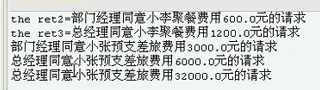 the ret2=部门经理同意小李聚餐费用600.0元的请求
the ret3=总经理同意小李聚餐费用1200.0元的请求
部门经理同意小张预支差旅费用3000.0元的请求
总经理同意小张预支差旅费用6000.0元的请求
总经理同意小张预支差旅费用32000.0元的请求